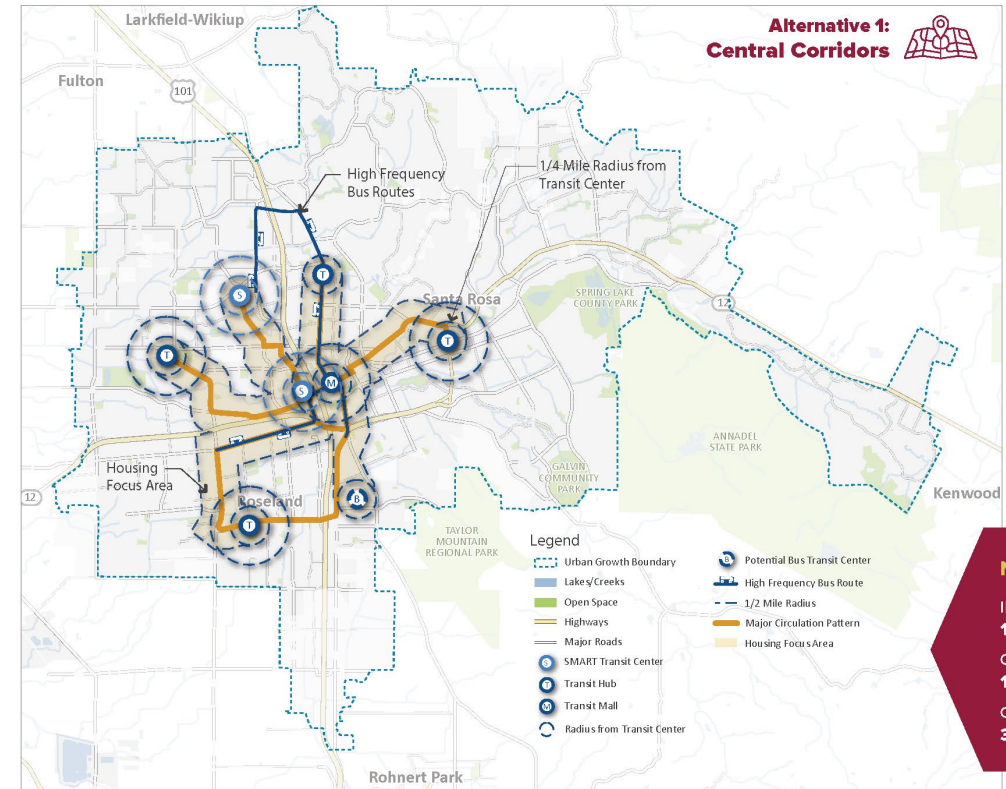 Alternative 1:
Central Corridors
Larkfield-Wikiup
Fulton
101
High Frequency
Bus Routes
1/4 Mile Radius from
Transit Center
T
S
Santa Rosa
SPRING LAKE
COUNTY PARK
12
T
T
M
S
ANNADEL
STATE PARK
Housing
Focus Area
GALVIN
COMMUNITY
PARK
12
Roseland
B
Kenwood
T
TAYLOR
MOUNTAIN
REGIONAL PARK
Legend
Urban Growth Boundary
Lakes/Creeks
Open Space
Highways
Major Roads
S SMART Transit Center
T Transit Hub
M Transit Mall
Radius from Transit Center
B Potential Bus Transit Center
High Frequency Bus Route
1/2 Mile Radius
Major Circulation Pattern
Housing Focus Area
Rohnert Park